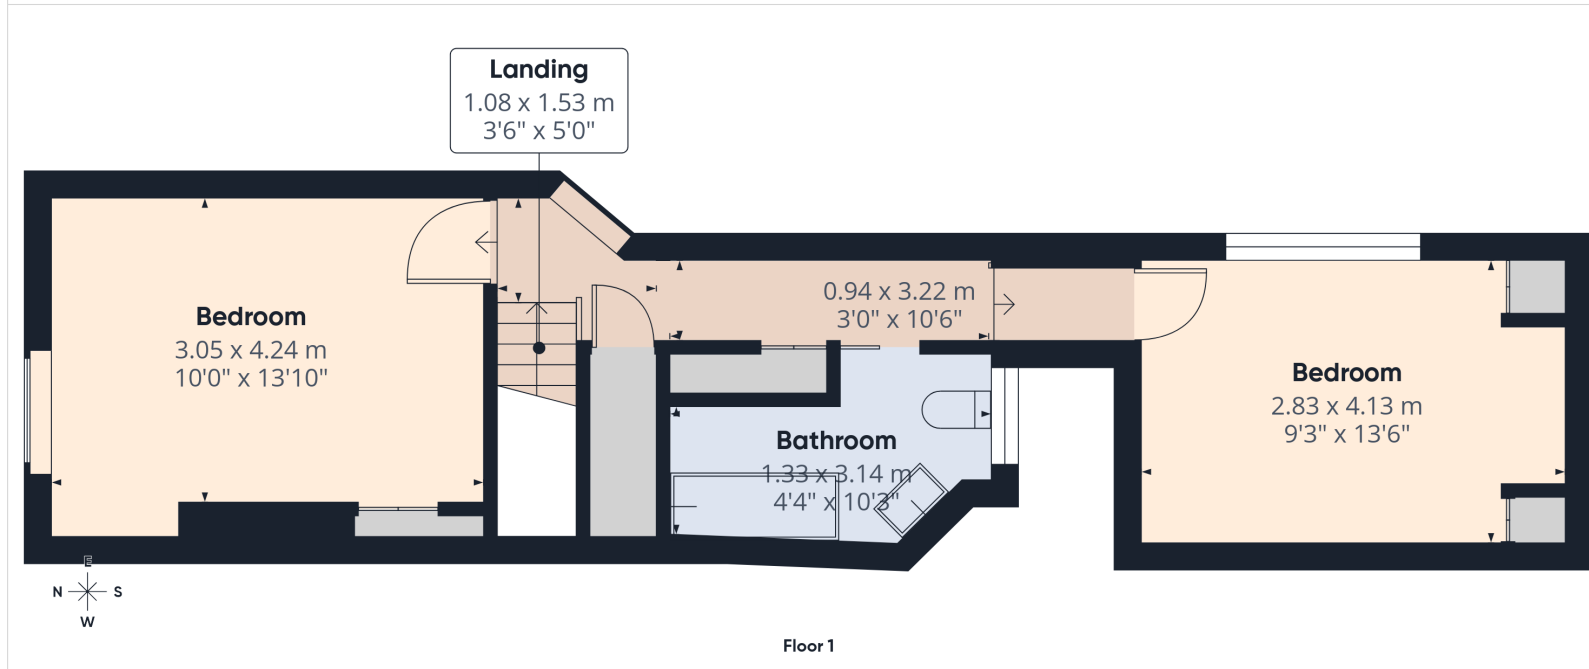 Landing
1.08 x 1.53 m
3'6" x 5'0"
0.94 x 3.22 m
3'0" x 10'6"
Bedroom
3.05 x 4.24 m
10'0" x 13'10"
Bedroom
2.83 x 4.13 m
9'3" x 13'6"
Bathroom
1.33 x 3.14 m
4'4" x 10'3"
E
N S
W
Floor 1